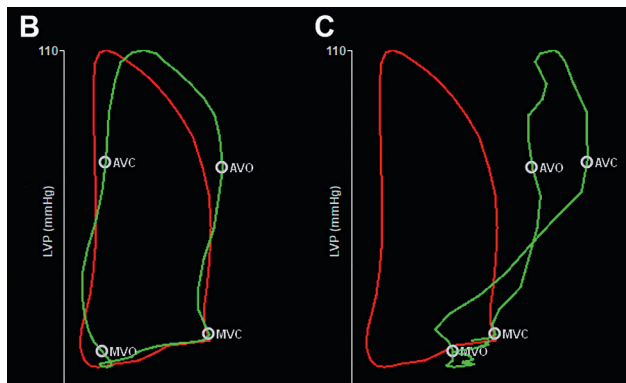 B
110
LVP (mmHg)
AVC
AVO
MVO
MVC
C
110
LVP (mmHg)
AVO
AVC
MVC
MVO